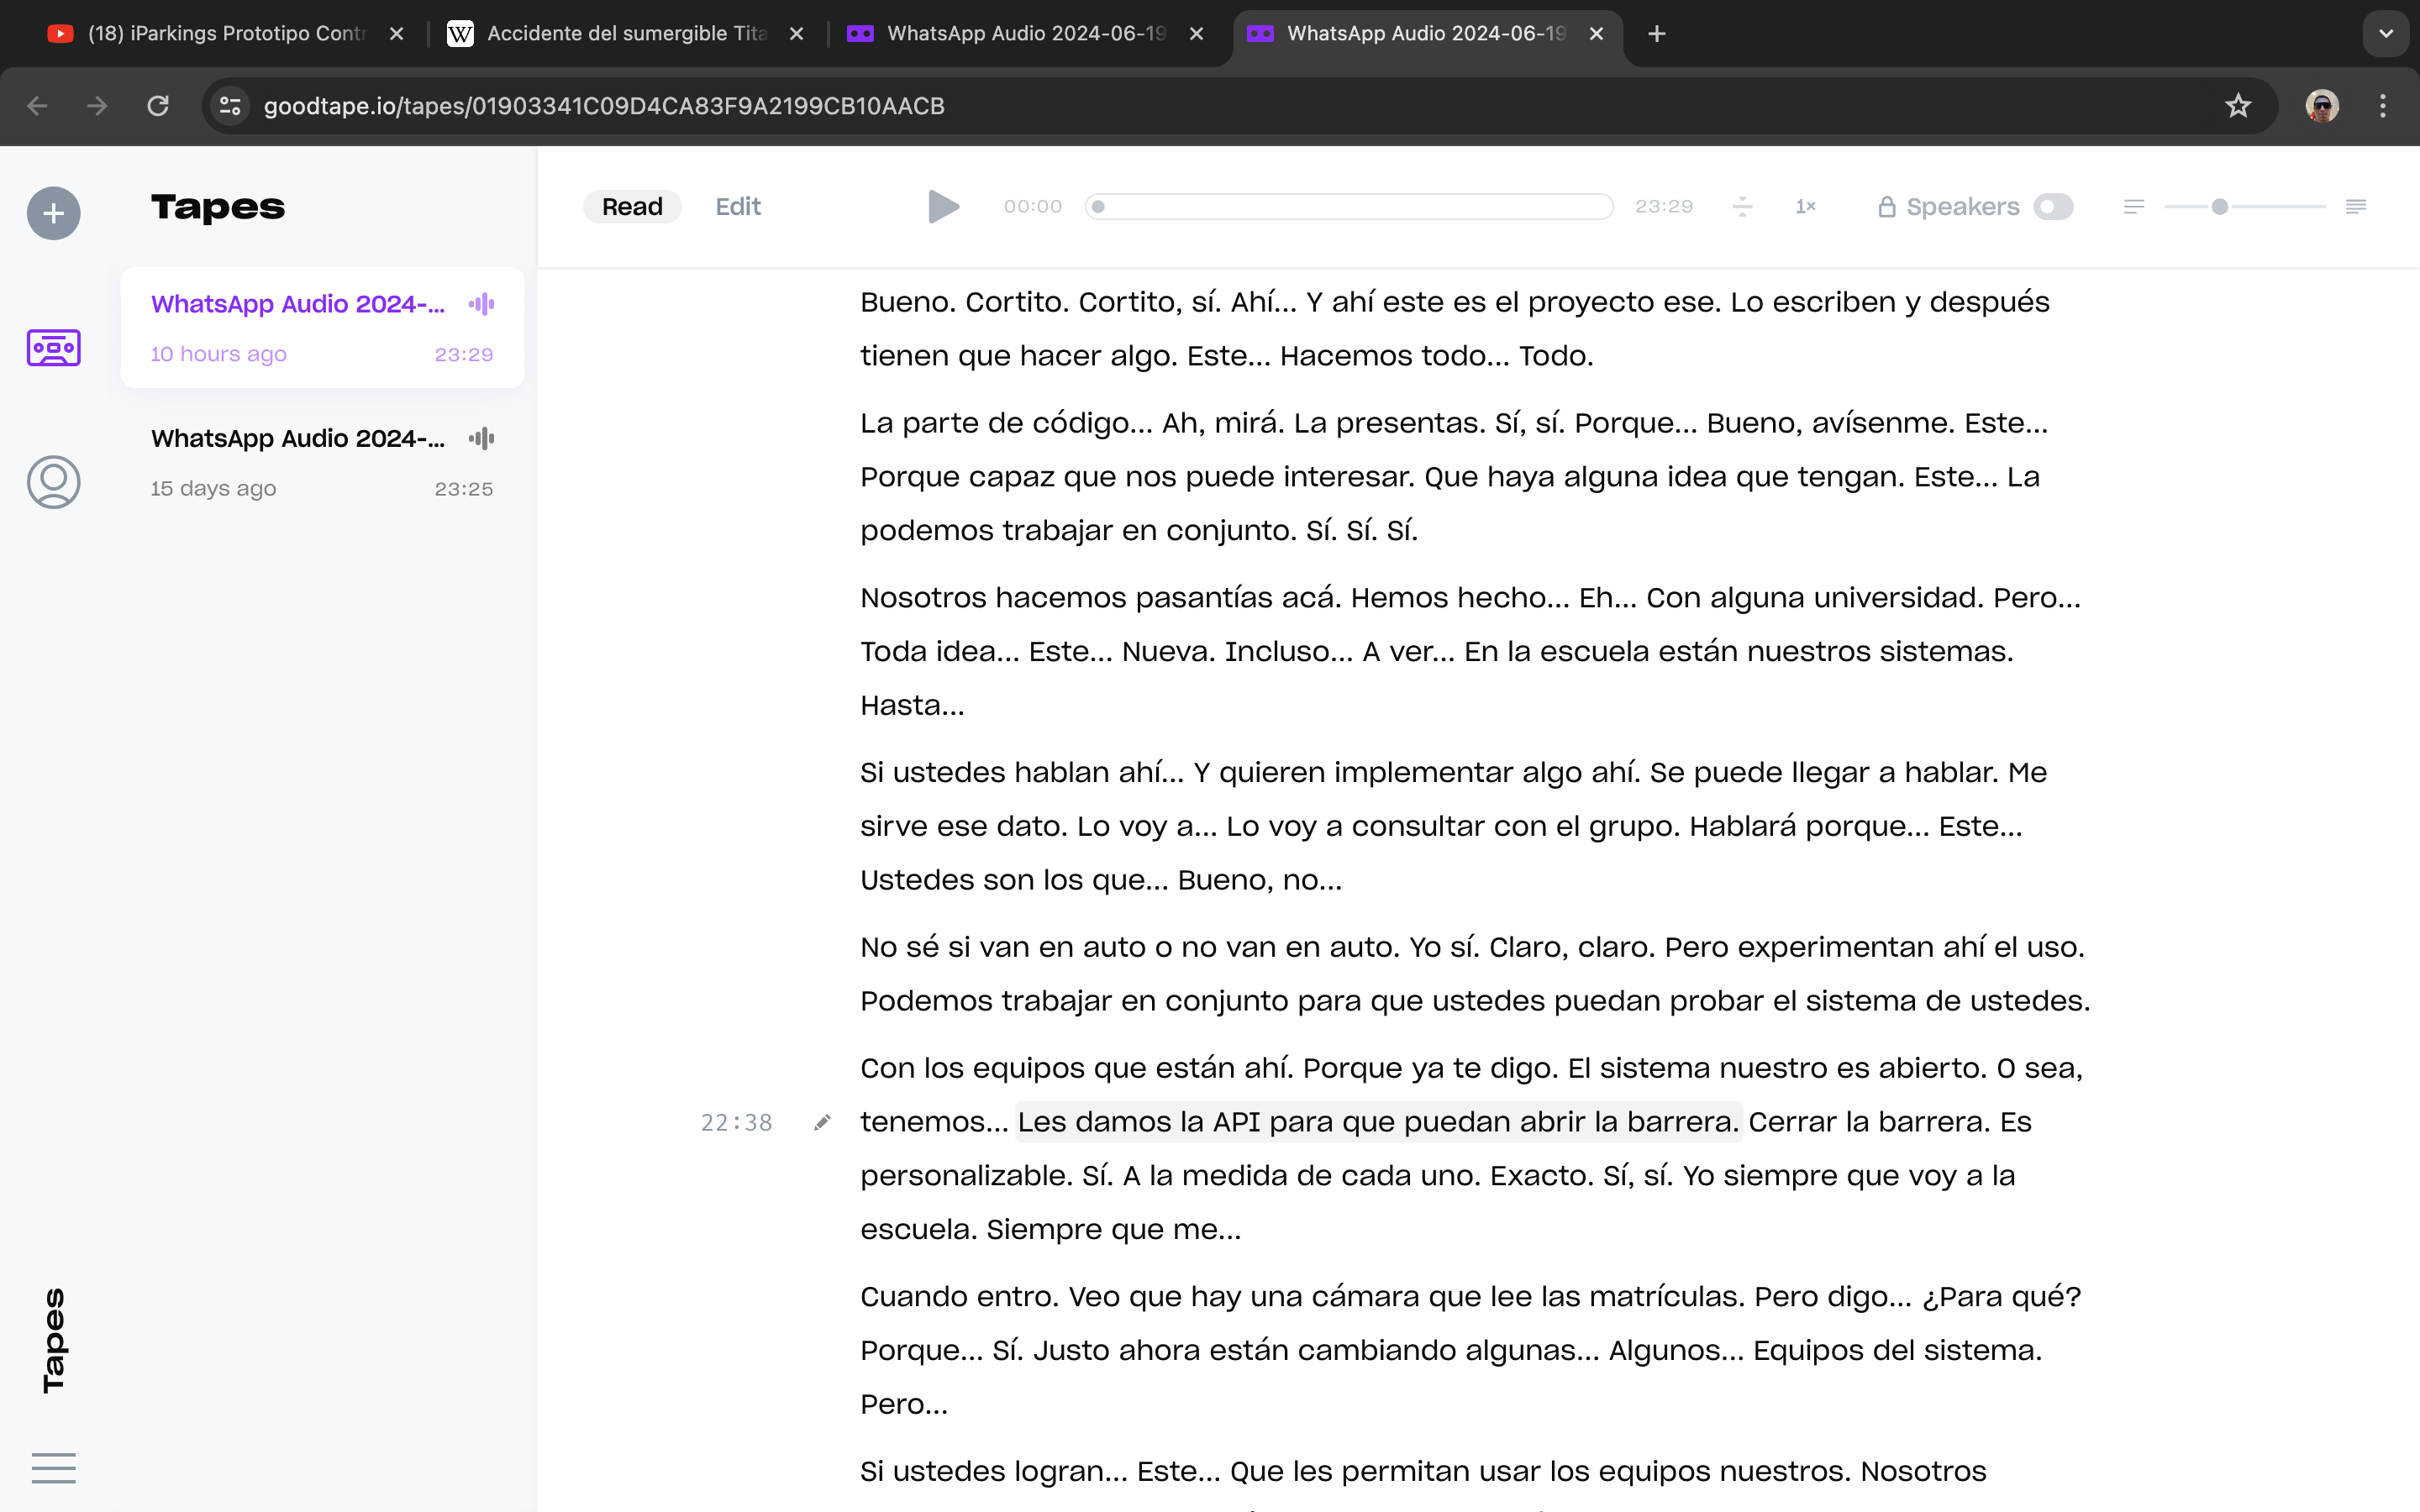 (18) iParkings Prototipo Contr
Accidente del sumergible Tita
WhatsApp Audio 2024-06-19
WhatsApp Audio 2024-06-19
goodtape.io/tapes/01903341C09D4CA83F9A2199CB10AACB
Tapes
WhatsApp Audio 2024-...
10 hours ago
23:29
WhatsApp Audio 2024-...
15 days ago
23:25
Tapes
Read
Edit
00:00
23:29
1×
Speakers
Bueno. Cortito. Cortito, sí. Ahí... Y ahí este es el proyecto ese. Lo escriben y después
tienen que hacer algo. Este... Hacemos todo... Todo.
La parte de código... Ah, mirá. La presentas. Sí, sí. Porque... Bueno, avísenme. Este...
Porque capaz que nos puede interesar. Que haya alguna idea que tengan. Este... La
podemos trabajar en conjunto. Sí. Sí. Sí.
Nosotros hacemos pasantías acá. Hemos hecho... Eh... Con alguna universidad. Pero...
Toda idea... Este... Nueva. Incluso... A ver... En la escuela están nuestros sistemas.
Hasta...
Si ustedes hablan ahí... Y quieren implementar algo ahí. Se puede llegar a hablar. Me
sirve ese dato. Lo voy a... Lo voy a consultar con el grupo. Hablará porque... Este...
Ustedes son los que... Bueno, no...
No sé si van en auto o no van en auto. Yo sí. Claro, claro. Pero experimentan ahí el uso.
Podemos trabajar en conjunto para que ustedes puedan probar el sistema de ustedes.
Con los equipos que están ahí. Porque ya te digo. El sistema nuestro es abierto. O sea,
22:38
tenemos... Les damos la API para que puedan abrir la barrera. Cerrar la barrera. Es
personalizable. Sí. A la medida de cada uno. Exacto. Sí, sí. Yo siempre que voy a la
escuela. Siempre que me...
Cuando entro. Veo que hay una cámara que lee las matrículas. Pero digo... ¿Para qué?
Porque... Sí. Justo ahora están cambiando algunas... Algunos... Equipos del sistema.
Pero...
Si ustedes logran... Este... Que les permitan usar los equipos nuestros. Nosotros